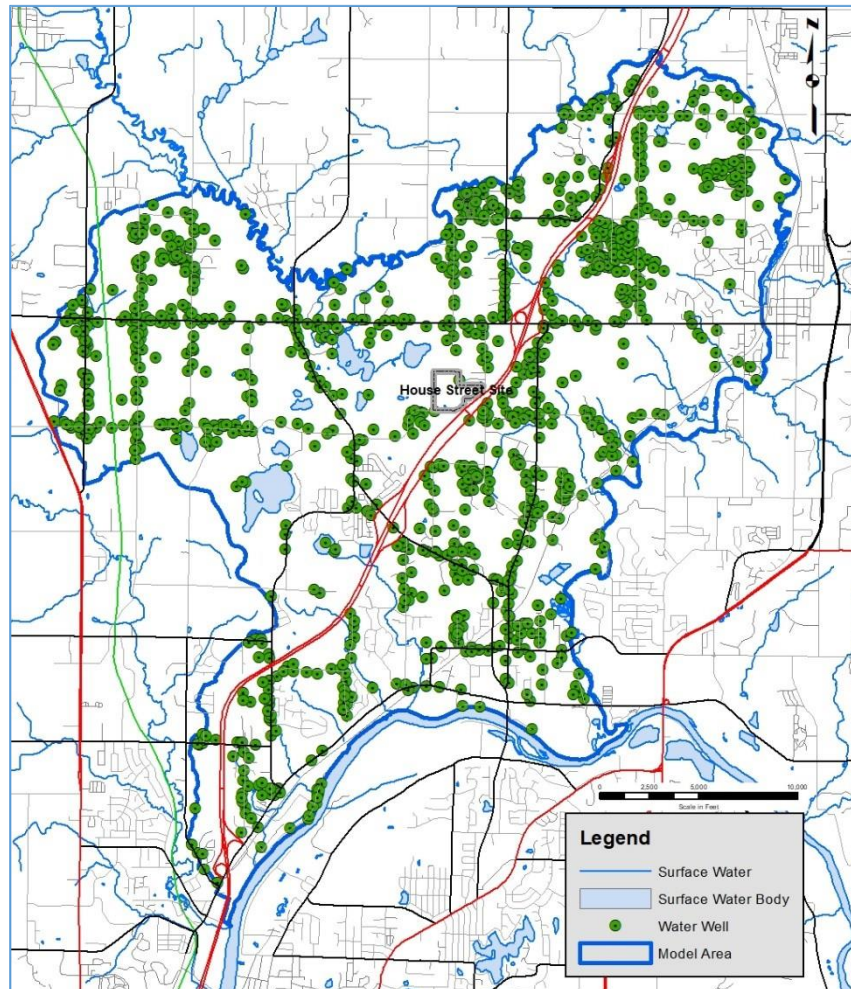 N
House Street Site
0 2,500 5,000 10,000
Scale in Feet
Legend
Surface Water
Surface Water Body
Water Well
Model Area